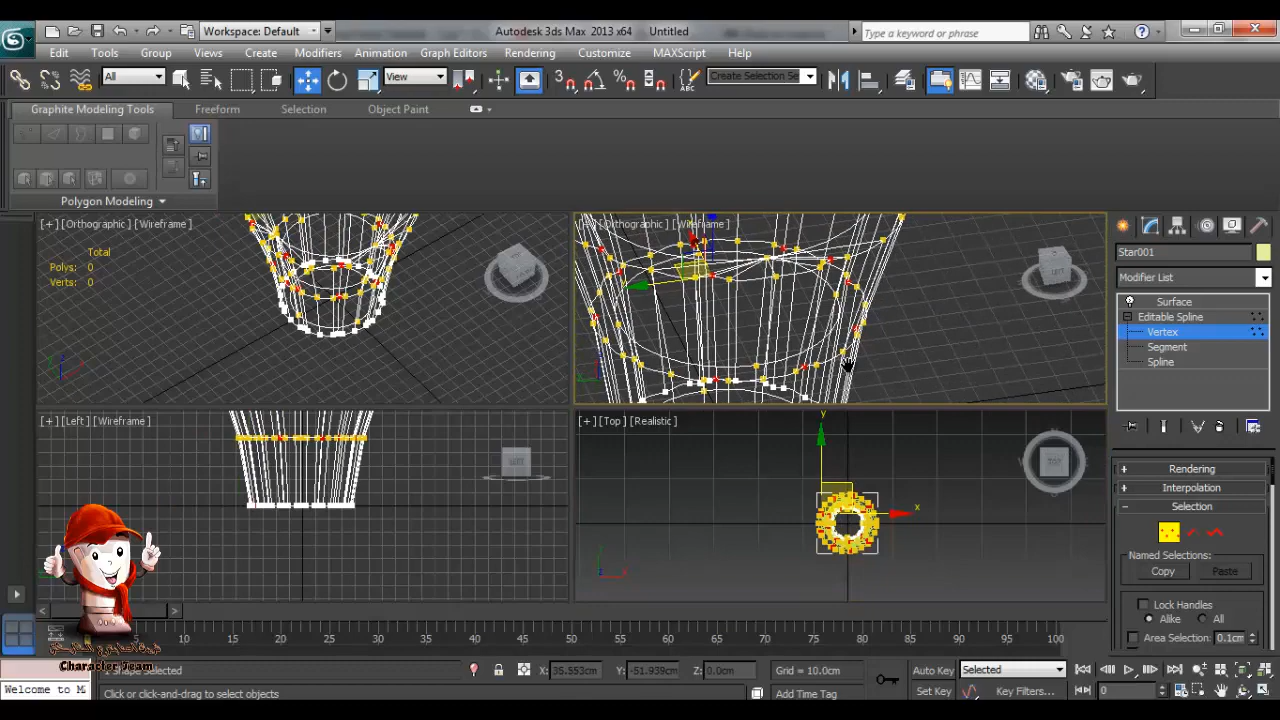 Workspace: Default
Autodesk 3ds Max 2013 x64
Untitled
Type a keyword or phrase
Edit Tools Group Views Create Modifiers Animation Graph Editors Rendering Customize MAXScript Help
All
View
3
Create Selection Se
Graphite Modeling Tools Freeform Selection Object Paint
Polygon Modeling
[+] [Orthographic] [Wireframe]
[+] [Orthographic] [Wireframe]
Total
Polys: 0
Verts: 0
[+] [Left] [Wireframe]
[+] [Top] [Realistic]
y
x
Star001
Modifier List
Surface
Editable Spline
Vertex
Segment
Spline
Rendering
Interpolation
Selection
Named Selections:
Copy Paste
Lock Handles
Alike All
Area Selection: 0.1cm
10 15 20 25 30 35 40 45 50 55 60 65 70 75 80 85 90 95 100
Character Team
1 Shape Selected
X: 35.553cm Y: -51.939cm Z: 0.0cm
Grid = 10.0cm
Auto Key Selected
Welcome to M
Click or click-and-drag to select objects
Add Time Tag
Set Key Key Filters...
0